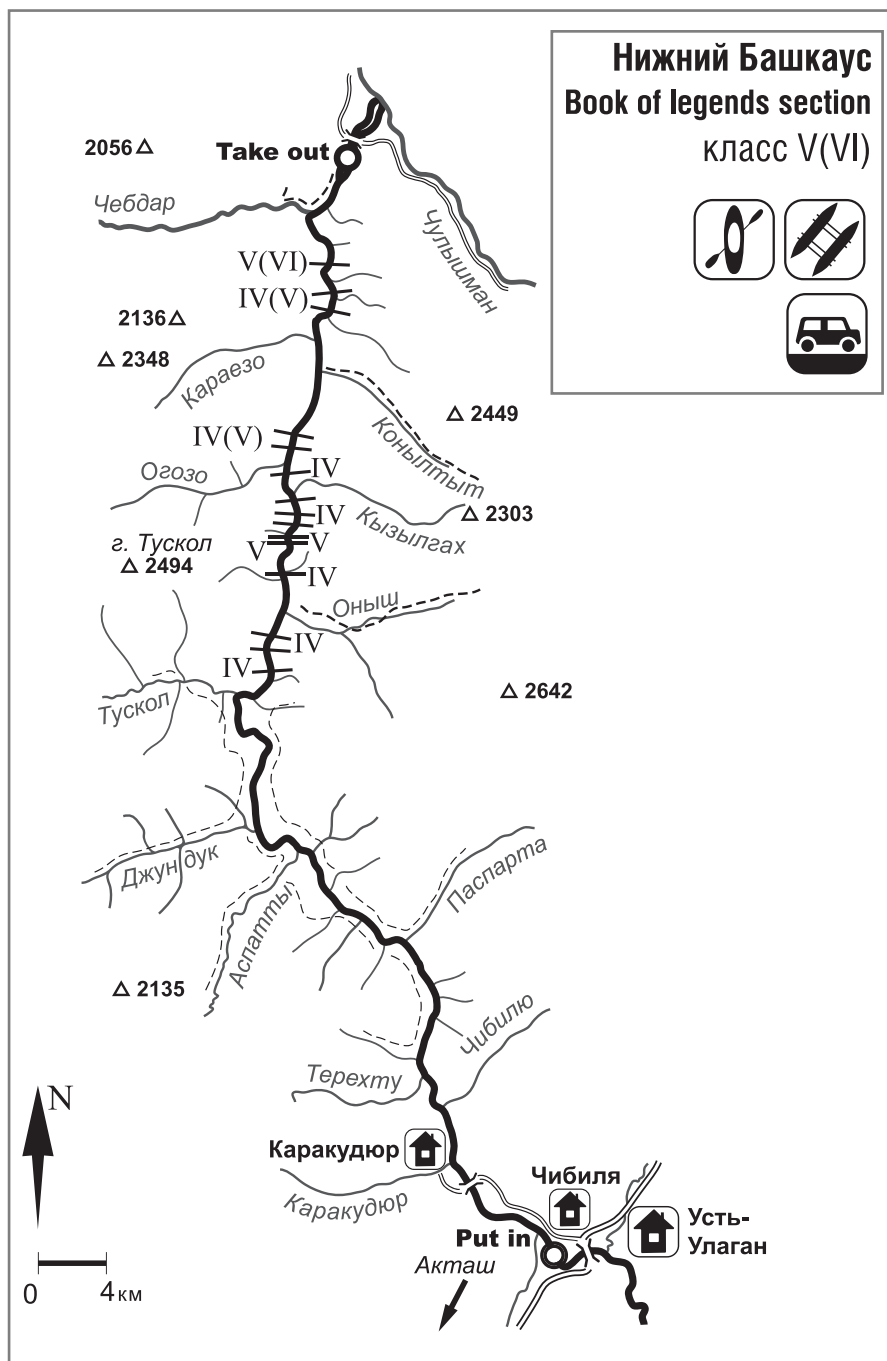 Нижний Башкаус
Book of legends section
класс V(VI)
2056
Take out
Чебдар
Чулышман
V(VI)
IV(V)
2136
2348
Караезо
2449
Конылтыт
IV(V)
Огозо
IV
IV
Кызылгах
2303
г. Тускол
2494
V
V
IV
Оныш
IV
IV
Тускол
2642
Джундук
Аспатты
Паспарта
2135
Чибилю
Терехту
N
Каракудюр
Каракудюр
Чибиля
Усть-
Улаган
Put in
Акташ
0
4 км